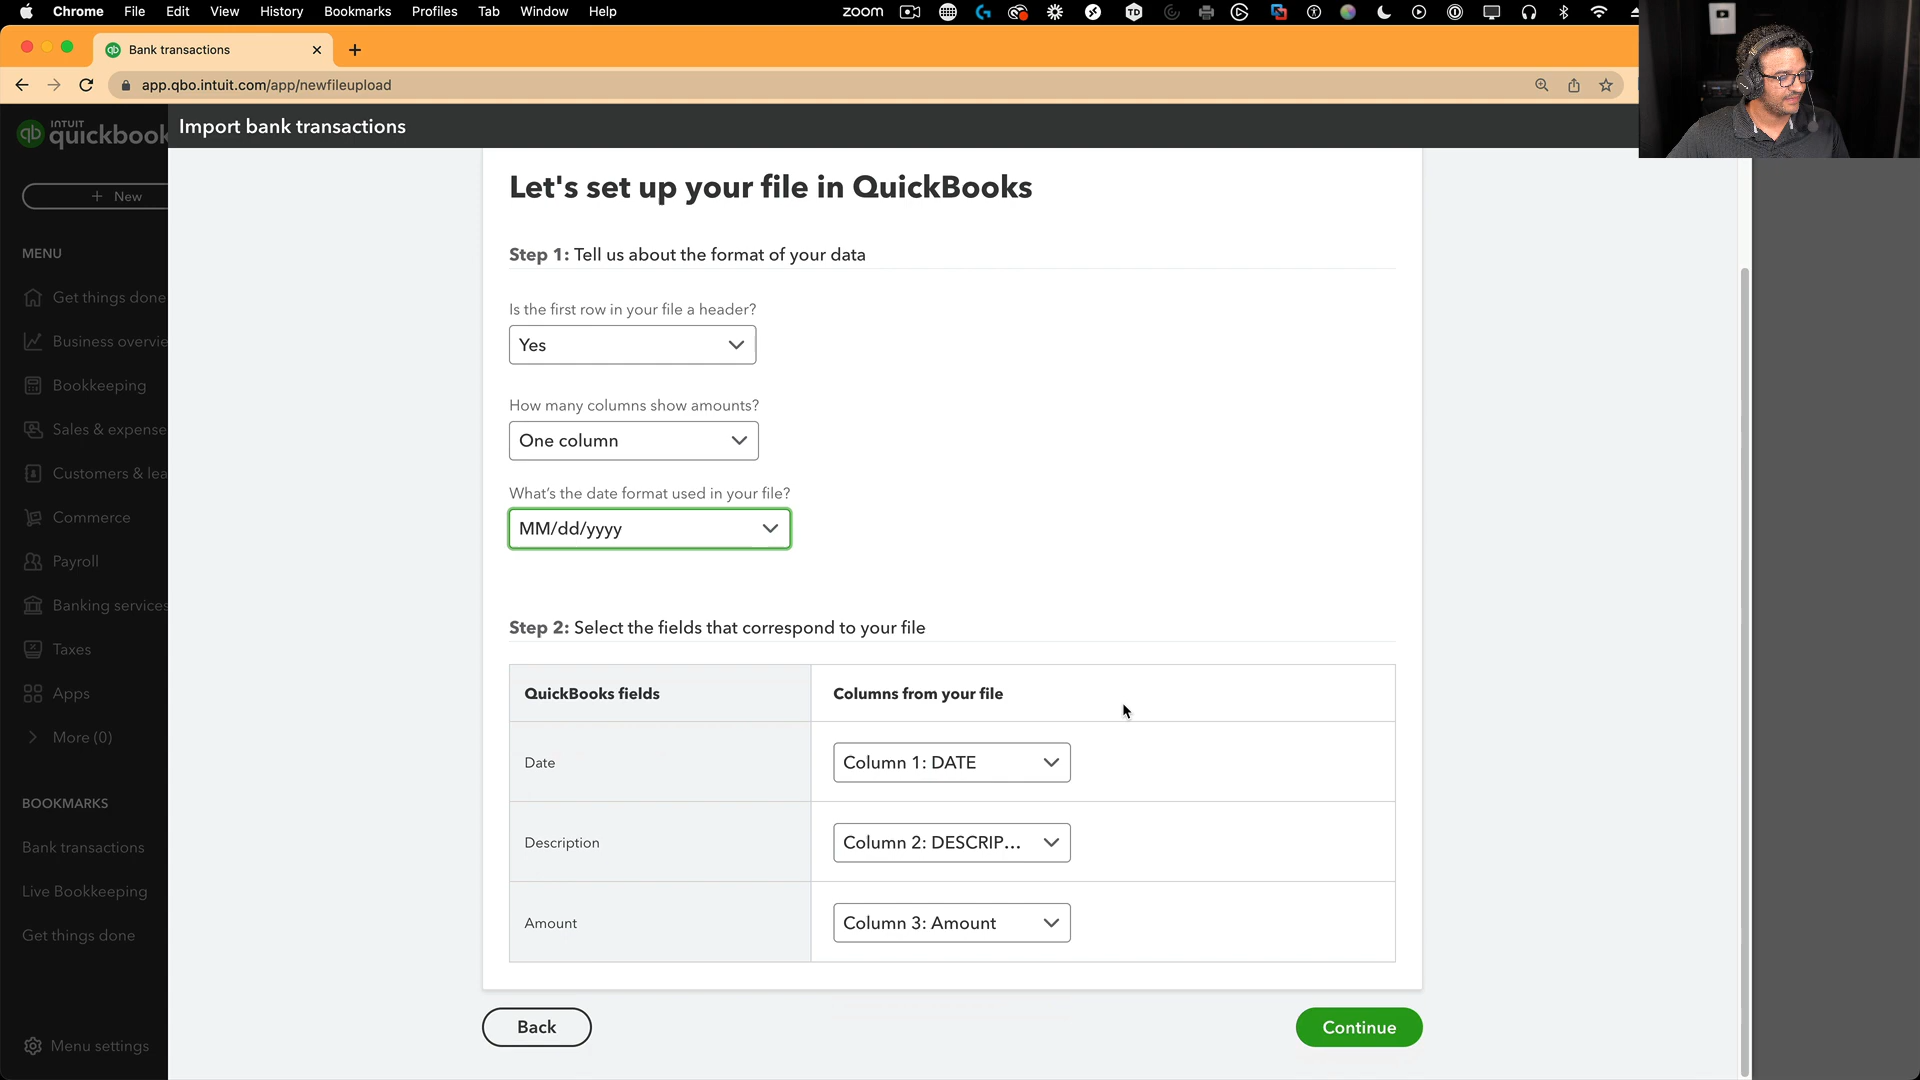 Chrome File Edit View History Bookmarks Profiles Tab Window Help
zoom
TD
qb Bank transactions
app.qbo.intuit.com/app/newfileupload
qb INTUIT
quickbook
Import bank transactions
+ New
MENU
Get things done
Business overvie
Bookkeeping
Sales & expense
Customers & lea
Commerce
Payroll
Banking services
Taxes
Apps
More (0)
BOOKMARKS
Bank transactions
Live Bookkeeping
Get things done
Menu settings
Let's set up your file in QuickBooks
Step 1: Tell us about the format of your data
Is the first row in your file a header?
Yes
How many columns show amounts?
One column
What's the date format used in your file?
MM/dd/yyyy
Step 2: Select the fields that correspond to your file
QuickBooks fields Columns from your file
Date Column 1: DATE
Description Column 2: DESCRIP...
Amount Column 3: Amount
Back Continue